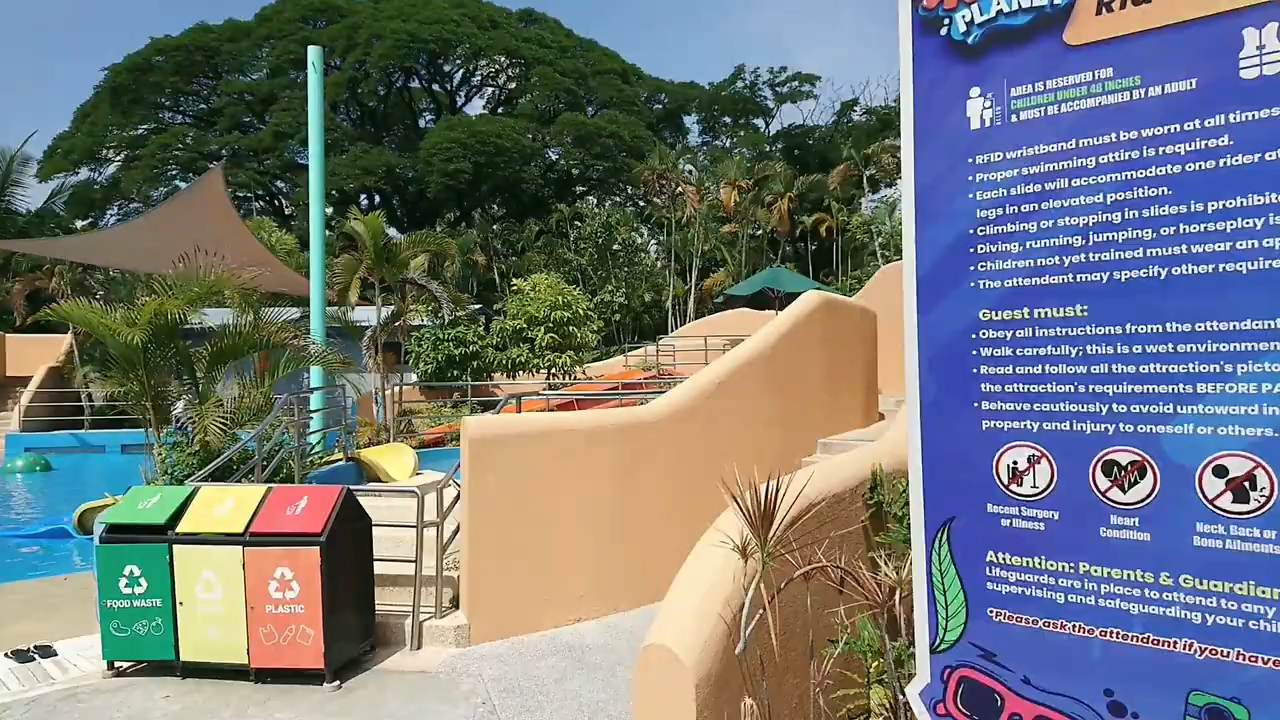 PLANET
AREA IS RESERVED FOR
CHILDREN UNDER 48 INCHES
& MUST BE ACCOMPANIED BY AN ADULT
• RFID wristband must be worn at all times
• Proper swimming attire is required.
• Each slide will accommodate one rider at
legs in an elevated position.
• Climbing or stopping in slides is prohibit
• Diving, running, jumping, or horseplay is
• Children not yet trained must wear an ap
• The attendant may specify other require
Guest must:
• Obey all instructions from the attendant
• Walk carefully; this is a wet environmen
• Read and follow all the attraction's picto
the attraction's requirements BEFORE PA
• Behave cautiously to avoid untoward in
property and injury to oneself or others.
Recent Surgery
or Illness
Heart
Condition
Neck, Back or
Bone Ailments
Attention: Parents & Guardian
Lifeguards are in place to attend to any
supervising and safeguarding your chil
*Please ask the attendant if you have
FOOD WASTE
PLASTIC